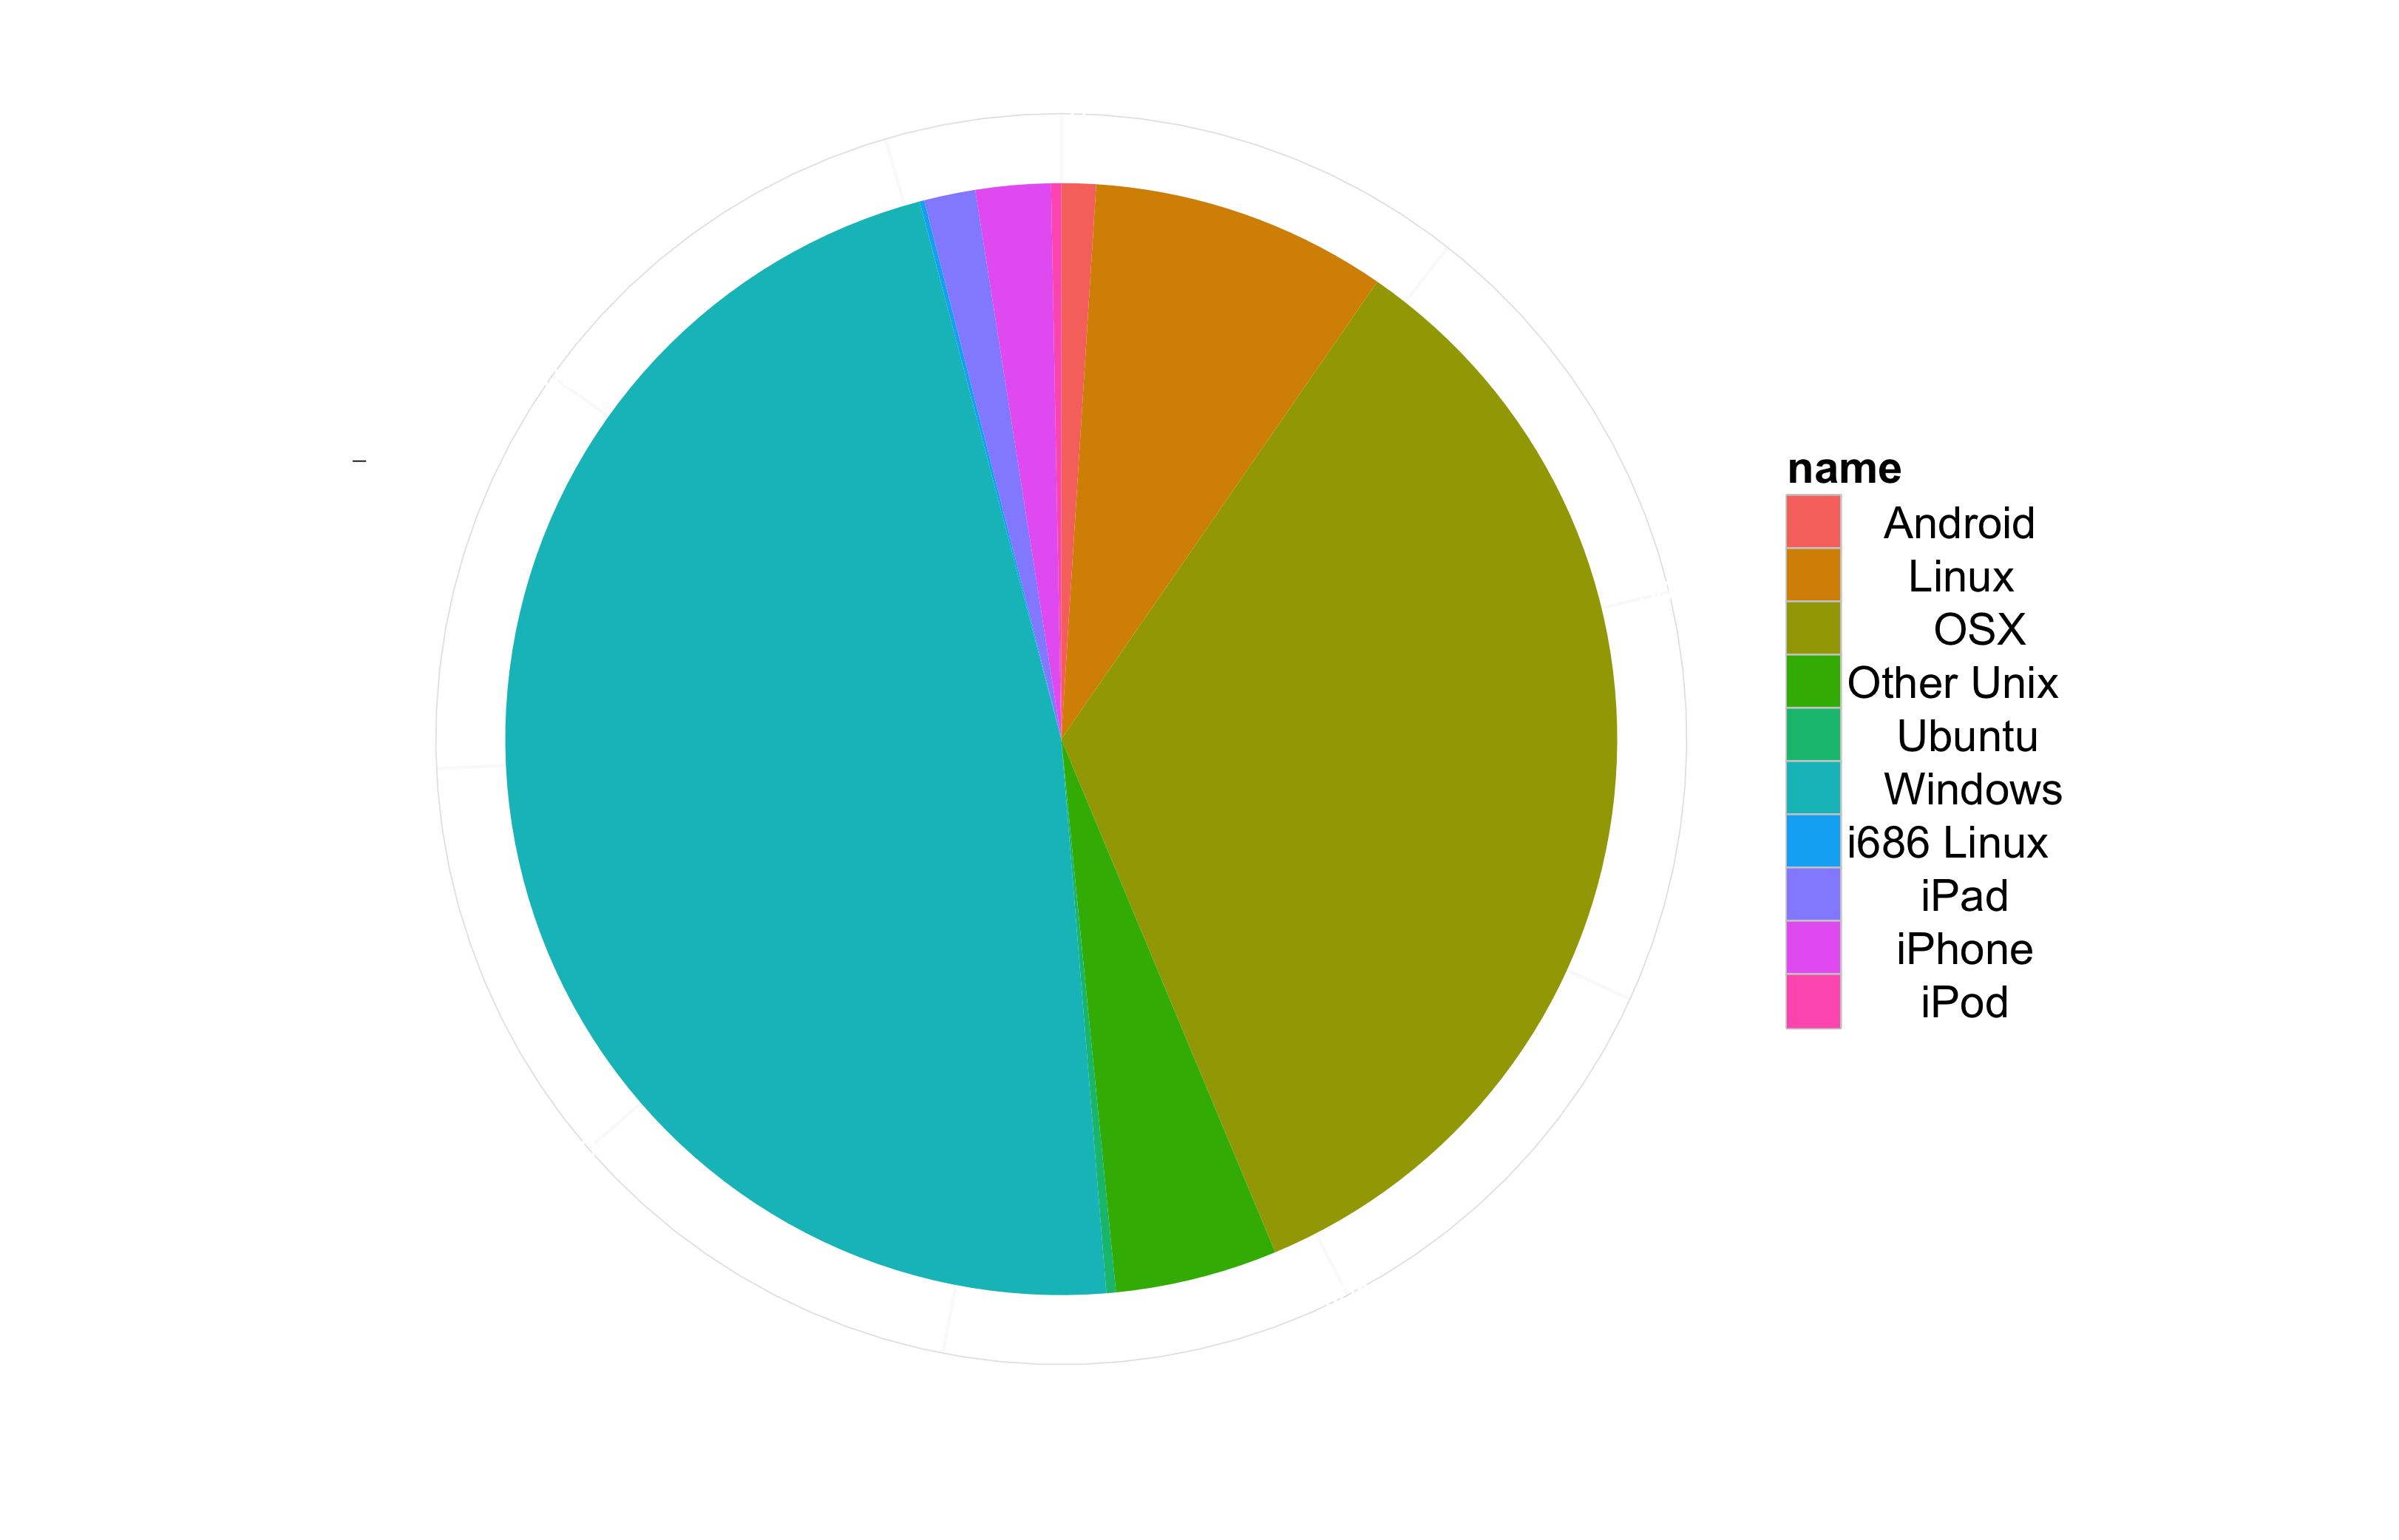 name
Android
Linux
OSX
Other Unix
Ubuntu
Windows
i686 Linux
iPad
iPhone
iPod